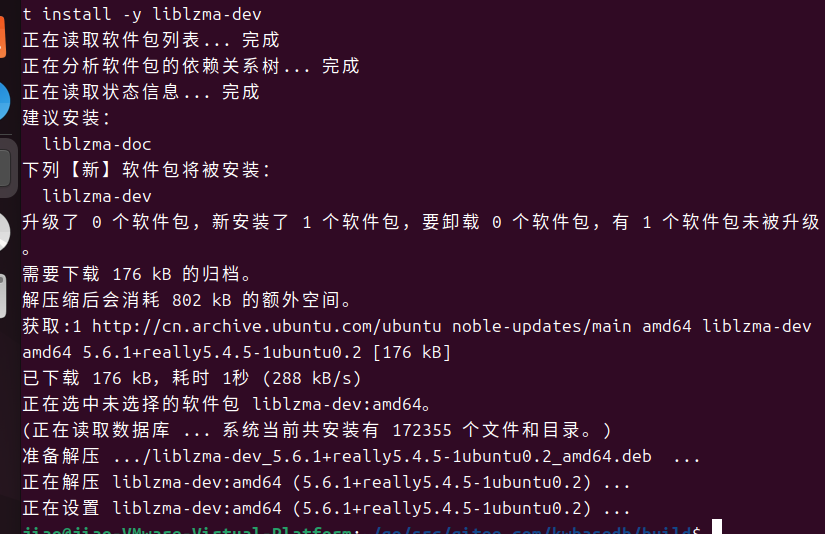 t install -y liblzma-dev
正在读取软件包列表... 完成
正在分析软件包的依赖关系树... 完成
正在读取状态信息... 完成
建议安装：
liblzma-doc
下列【新】软件包将被安装：
liblzma-dev
升级了 0 个软件包，新安装了 1 个软件包，要卸载 0 个软件包，有 1 个软件包未被升级
。
需要下载 176 kB 的归档。
解压缩后会消耗 802 kB 的额外空间。
获取:1 http://cn.archive.ubuntu.com/ubuntu noble-updates/main amd64 liblzma-dev
amd64 5.6.1+really5.4.5-1ubuntu0.2 [176 kB]
已下载 176 kB，耗时 1秒 (288 kB/s)
正在选中未选择的软件包 liblzma-dev:amd64。
(正在读取数据库 ... 系统当前共安装有 172355 个文件和目录。)
准备解压 .../liblzma-dev_5.6.1+really5.4.5-1ubuntu0.2_amd64.deb  ...
正在解压 liblzma-dev:amd64 (5.6.1+really5.4.5-1ubuntu0.2) ...
正在设置 liblzma-dev:amd64 (5.6.1+really5.4.5-1ubuntu0.2) ...
jiao@jiao-VMware-Virtual-Platform: /go/src/gitee.com/kwbasedb/build$